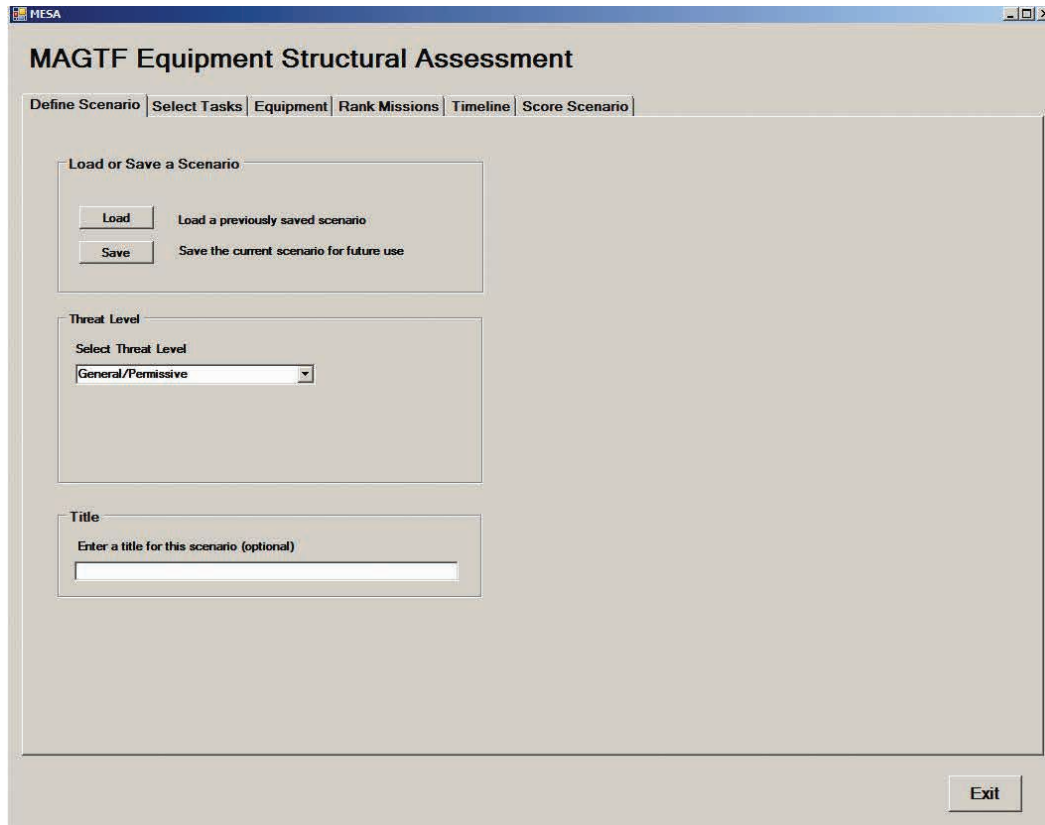 MESA
MAGTF Equipment Structural Assessment
Define Scenario Select Tasks Equipment Rank Missions Timeline Score Scenario
Load or Save a Scenario
Load Load a previously saved scenario
Save Save the current scenario for future use
Threat Level
Select Threat Level
General/Permissive
Title
Enter a title for this scenario (optional)
Exit